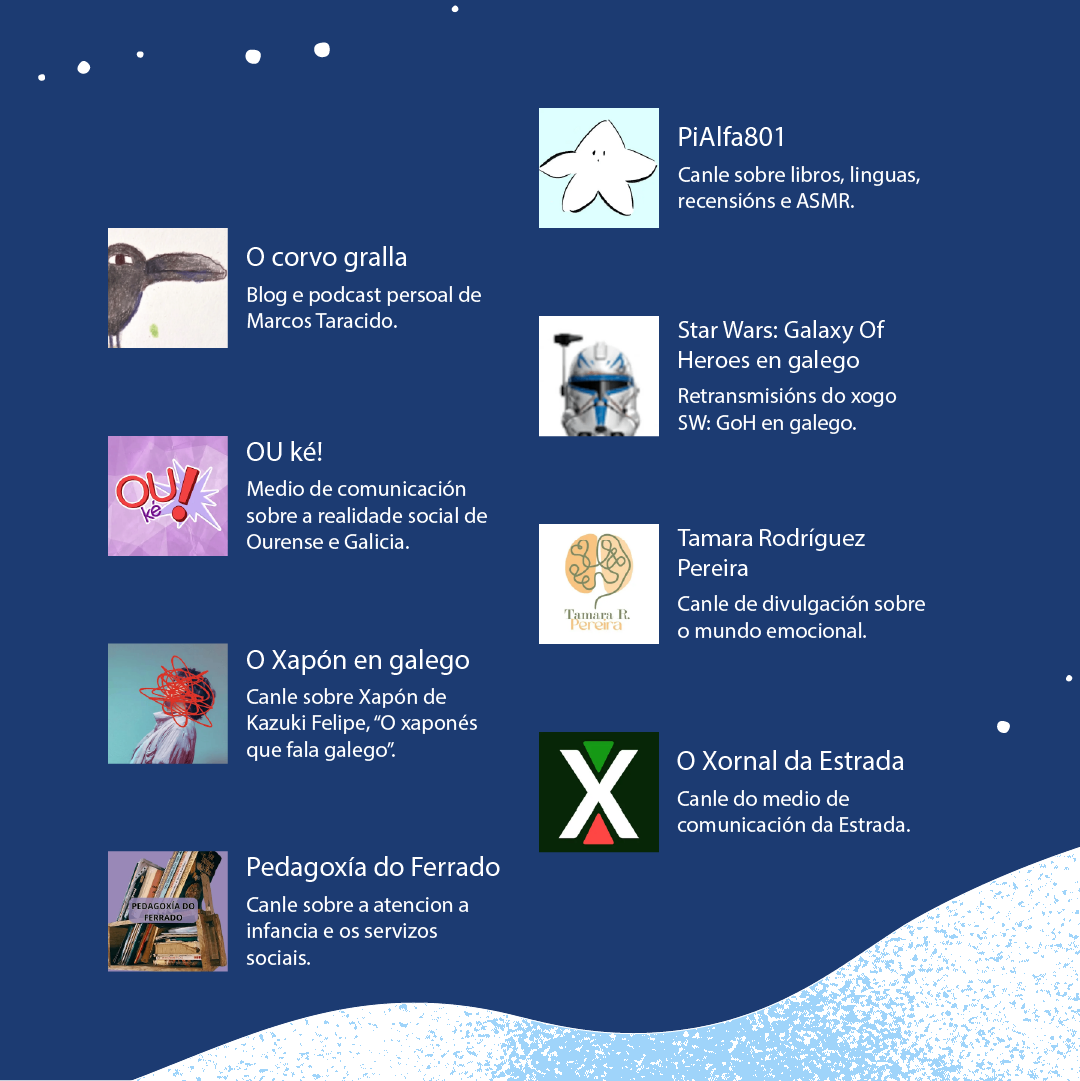 O corvo gralla
Blog e podcast persoal de
Marcos Taracido.
OU
ké!
OU ké!
Medio de comunicación
sobre a realidade social de
Ourense e Galicia.
O Xapón en galego
Canle sobre Xapón de
Kazuki Felipe, “O xaponés
que fala galego”.
PEDAGOXÍA DO
FERRADO
Pedagoxía do Ferrado
Canle sobre a atencion a
infancia e os servizos
sociais.
PiAlfa801
Canle sobre libros, linguas,
recensións e ASMR.
Star Wars: Galaxy Of
Heroes en galego
Retransmisións do xogo
SW: GoH en galego.
Tamara R.
Pereira
Tamara Rodríguez
Pereira
Canle de divulgación sobre
o mundo emocional.
X
O Xornal da Estrada
Canle do medio de
comunicación da Estrada.